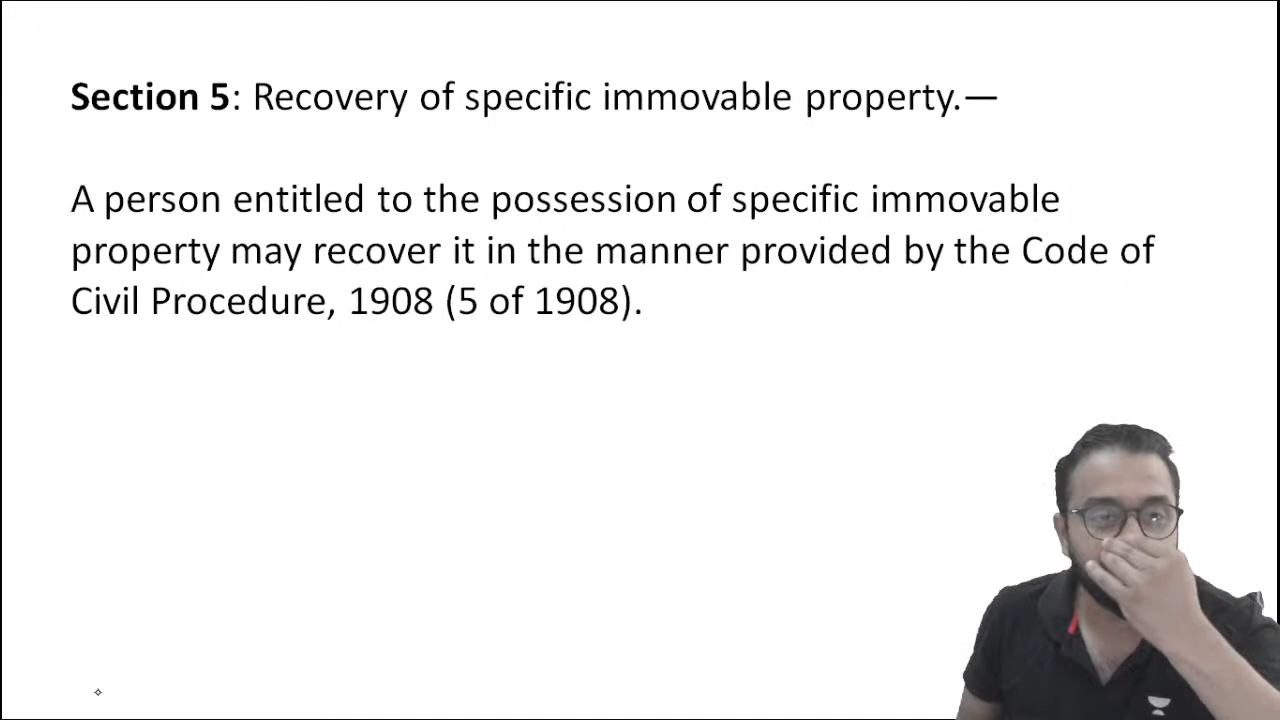 Section 5: Recovery of specific immovable property.—
A person entitled to the possession of specific immovable
property may recover it in the manner provided by the Code of
Civil Procedure, 1908 (5 of 1908).